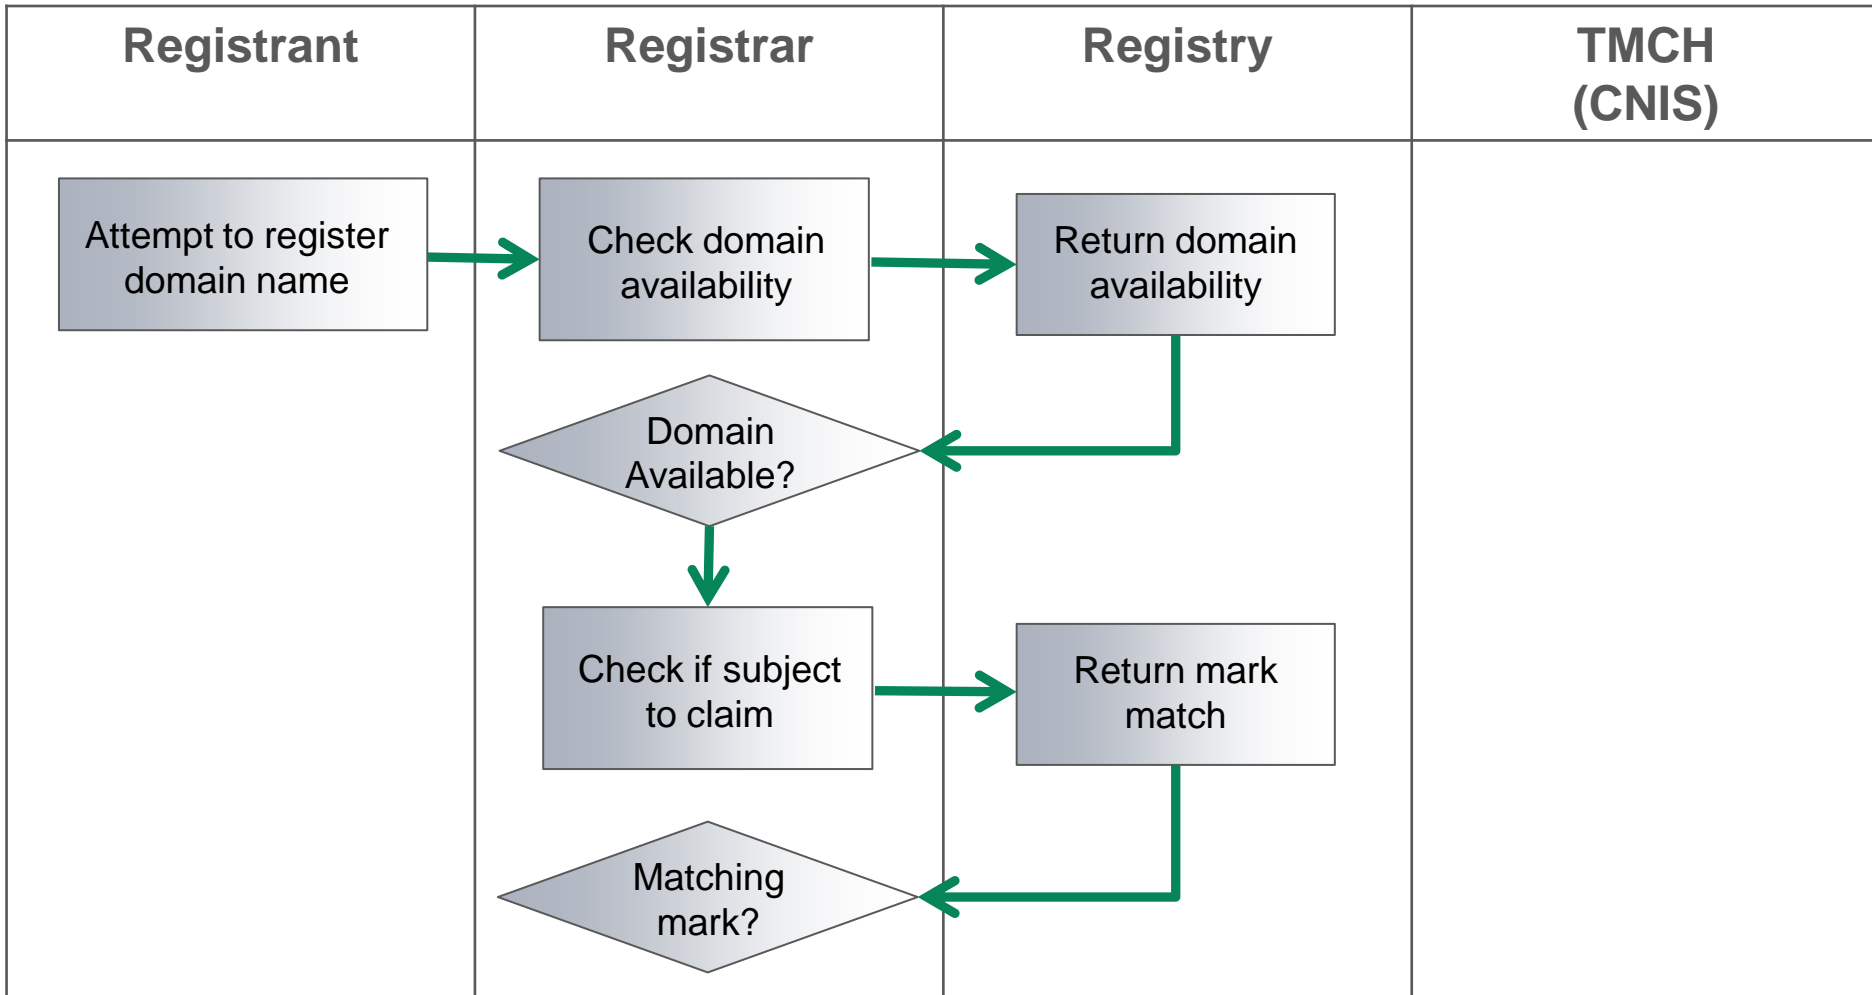 Registrant
Registrar
Registry
TMCH
(CNIS)
Attempt to register
domain name
Check domain
availability
Return domain
availability
Domain
Available?
Check if subject
to claim
Return mark
match
Matching
mark?